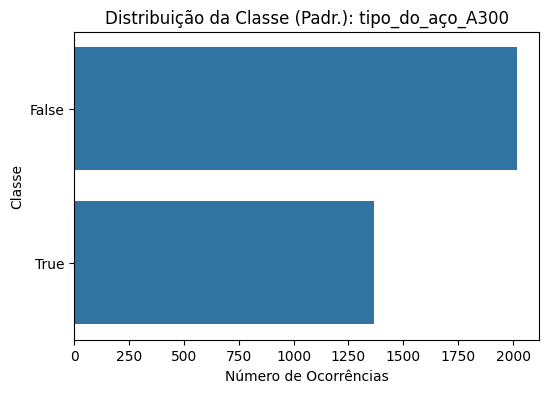 Distribuição da Classe (Padr.): tipo_do_aço_A300
Classe
False
True
0 250 500 750 1000 1250 1500 1750 2000
Número de Ocorrências